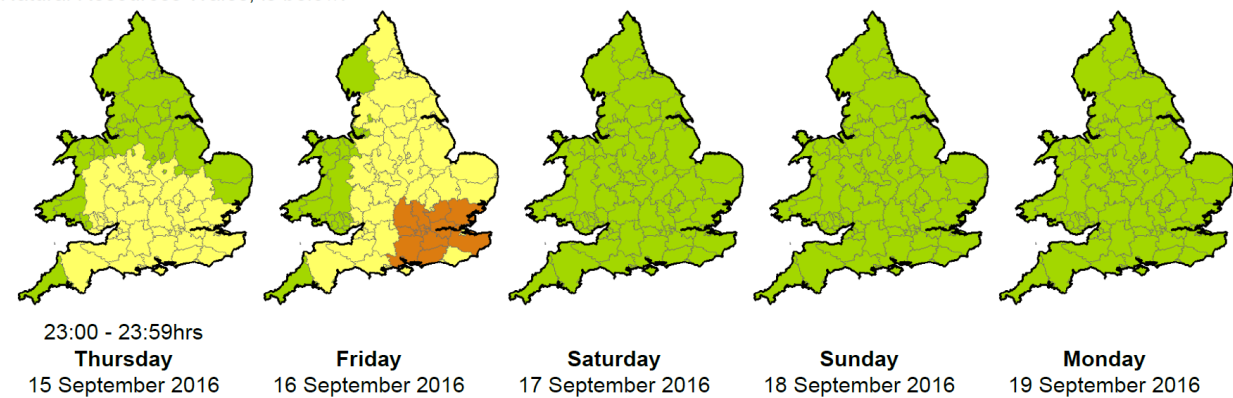 23:00 - 23:59hrs
Thursday
15 September 2016
Friday
16 September 2016
Saturday
17 September 2016
Sunday
18 September 2016
Monday
19 September 2016